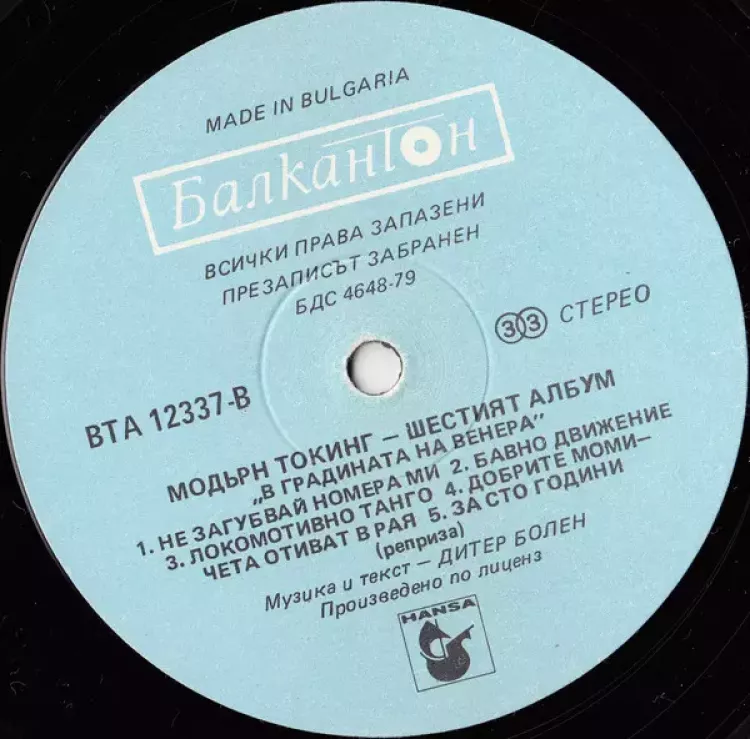 MADE IN BULGARIA
БалканТон
ВСИЧКИ ПРАВА ЗАПАЗЕНИ
ПРЕЗАПИСЪТ ЗАБРАНЕН
БДС 4648-79
33 СТЕРЕО
ВТА 12337-В
МОДЬРН ТОКИНГ – ШЕСТИЯТ АЛБУМ
„В ГРАДИНАТА НА ВЕНЕРА”
1. НЕ ЗАГУБВАЙ НОМЕРА МИ 2. БАВНО ДВИЖЕНИЕ
3. ЛОКОМОТИВНО ТАНГО 4. ДОБРИТЕ МОМИ–
ЧЕТА ОТИВАТ В РАЯ 5. ЗА СТО ГОДИНИ
(реприза)
Музика и текст – ДИТЕР БОЛЕН
Произведено по лиценз
HANSA